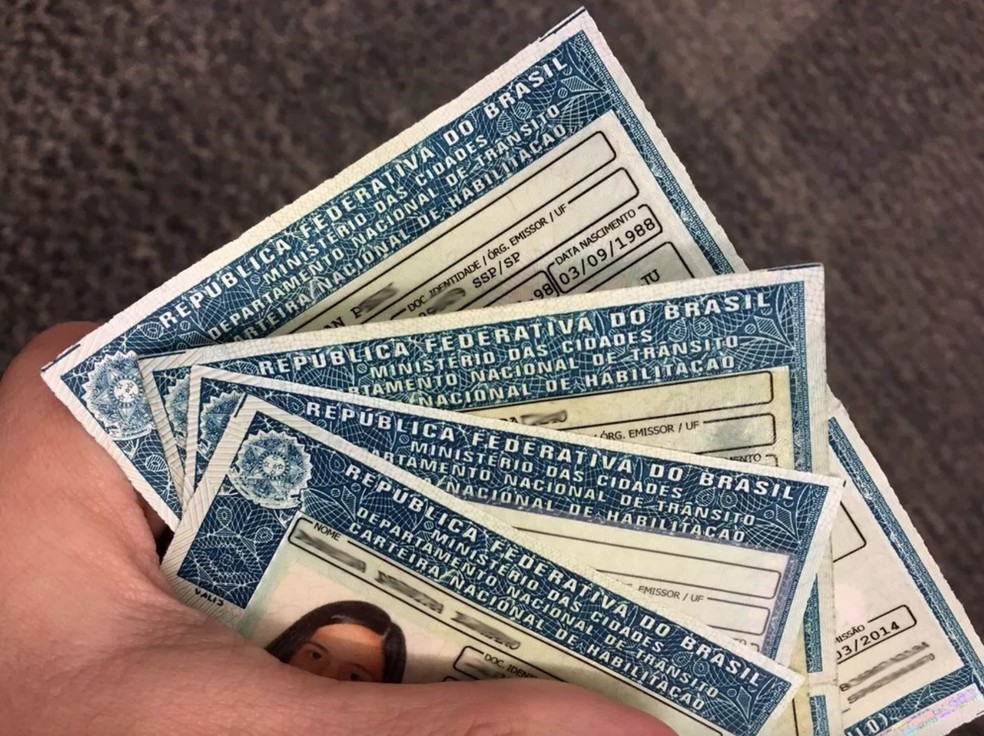 REPÚBLICA FEDERATIVA DO BRASIL
MINISTÉRIO DAS CIDADES
DEPARTAMENTO NACIONAL DE TRÂNSITO
CARTEIRA NACIONAL DE HABILITAÇÃO
DOC. IDENTIDADE / ÓRG. EMISSOR / UF
SSP/SP
DATA NASCIMENTO
03/09/1988
REPÚBLICA FEDERATIVA DO BRASIL
MINISTÉRIO DAS CIDADES
RTAMENTO NACIONAL DE TRÂNSITO
NACIONAL DE HABILITAÇÃO
/ÓRG. EMISSOR / UF
REPÚBLICA FEDERATIVA DO BRASIL
MINISTÉRIO DAS CIDADES
ARTAMENTO NACIONAL DE TRÂNSITO
NACIONAL DE HABILITAÇÃO
EMISSOR / UF
REPÚBLICA FEDERATIVA DO BRASIL
MINISTÉRIO DAS CIDADES
DEPARTAMENTO NACIONAL DE TRÂNSITO
CARTEIRA NACIONAL DE HABILITAÇÃO
NOME
DOC. IDENT
VÁLID
MISSÃO
03/2014